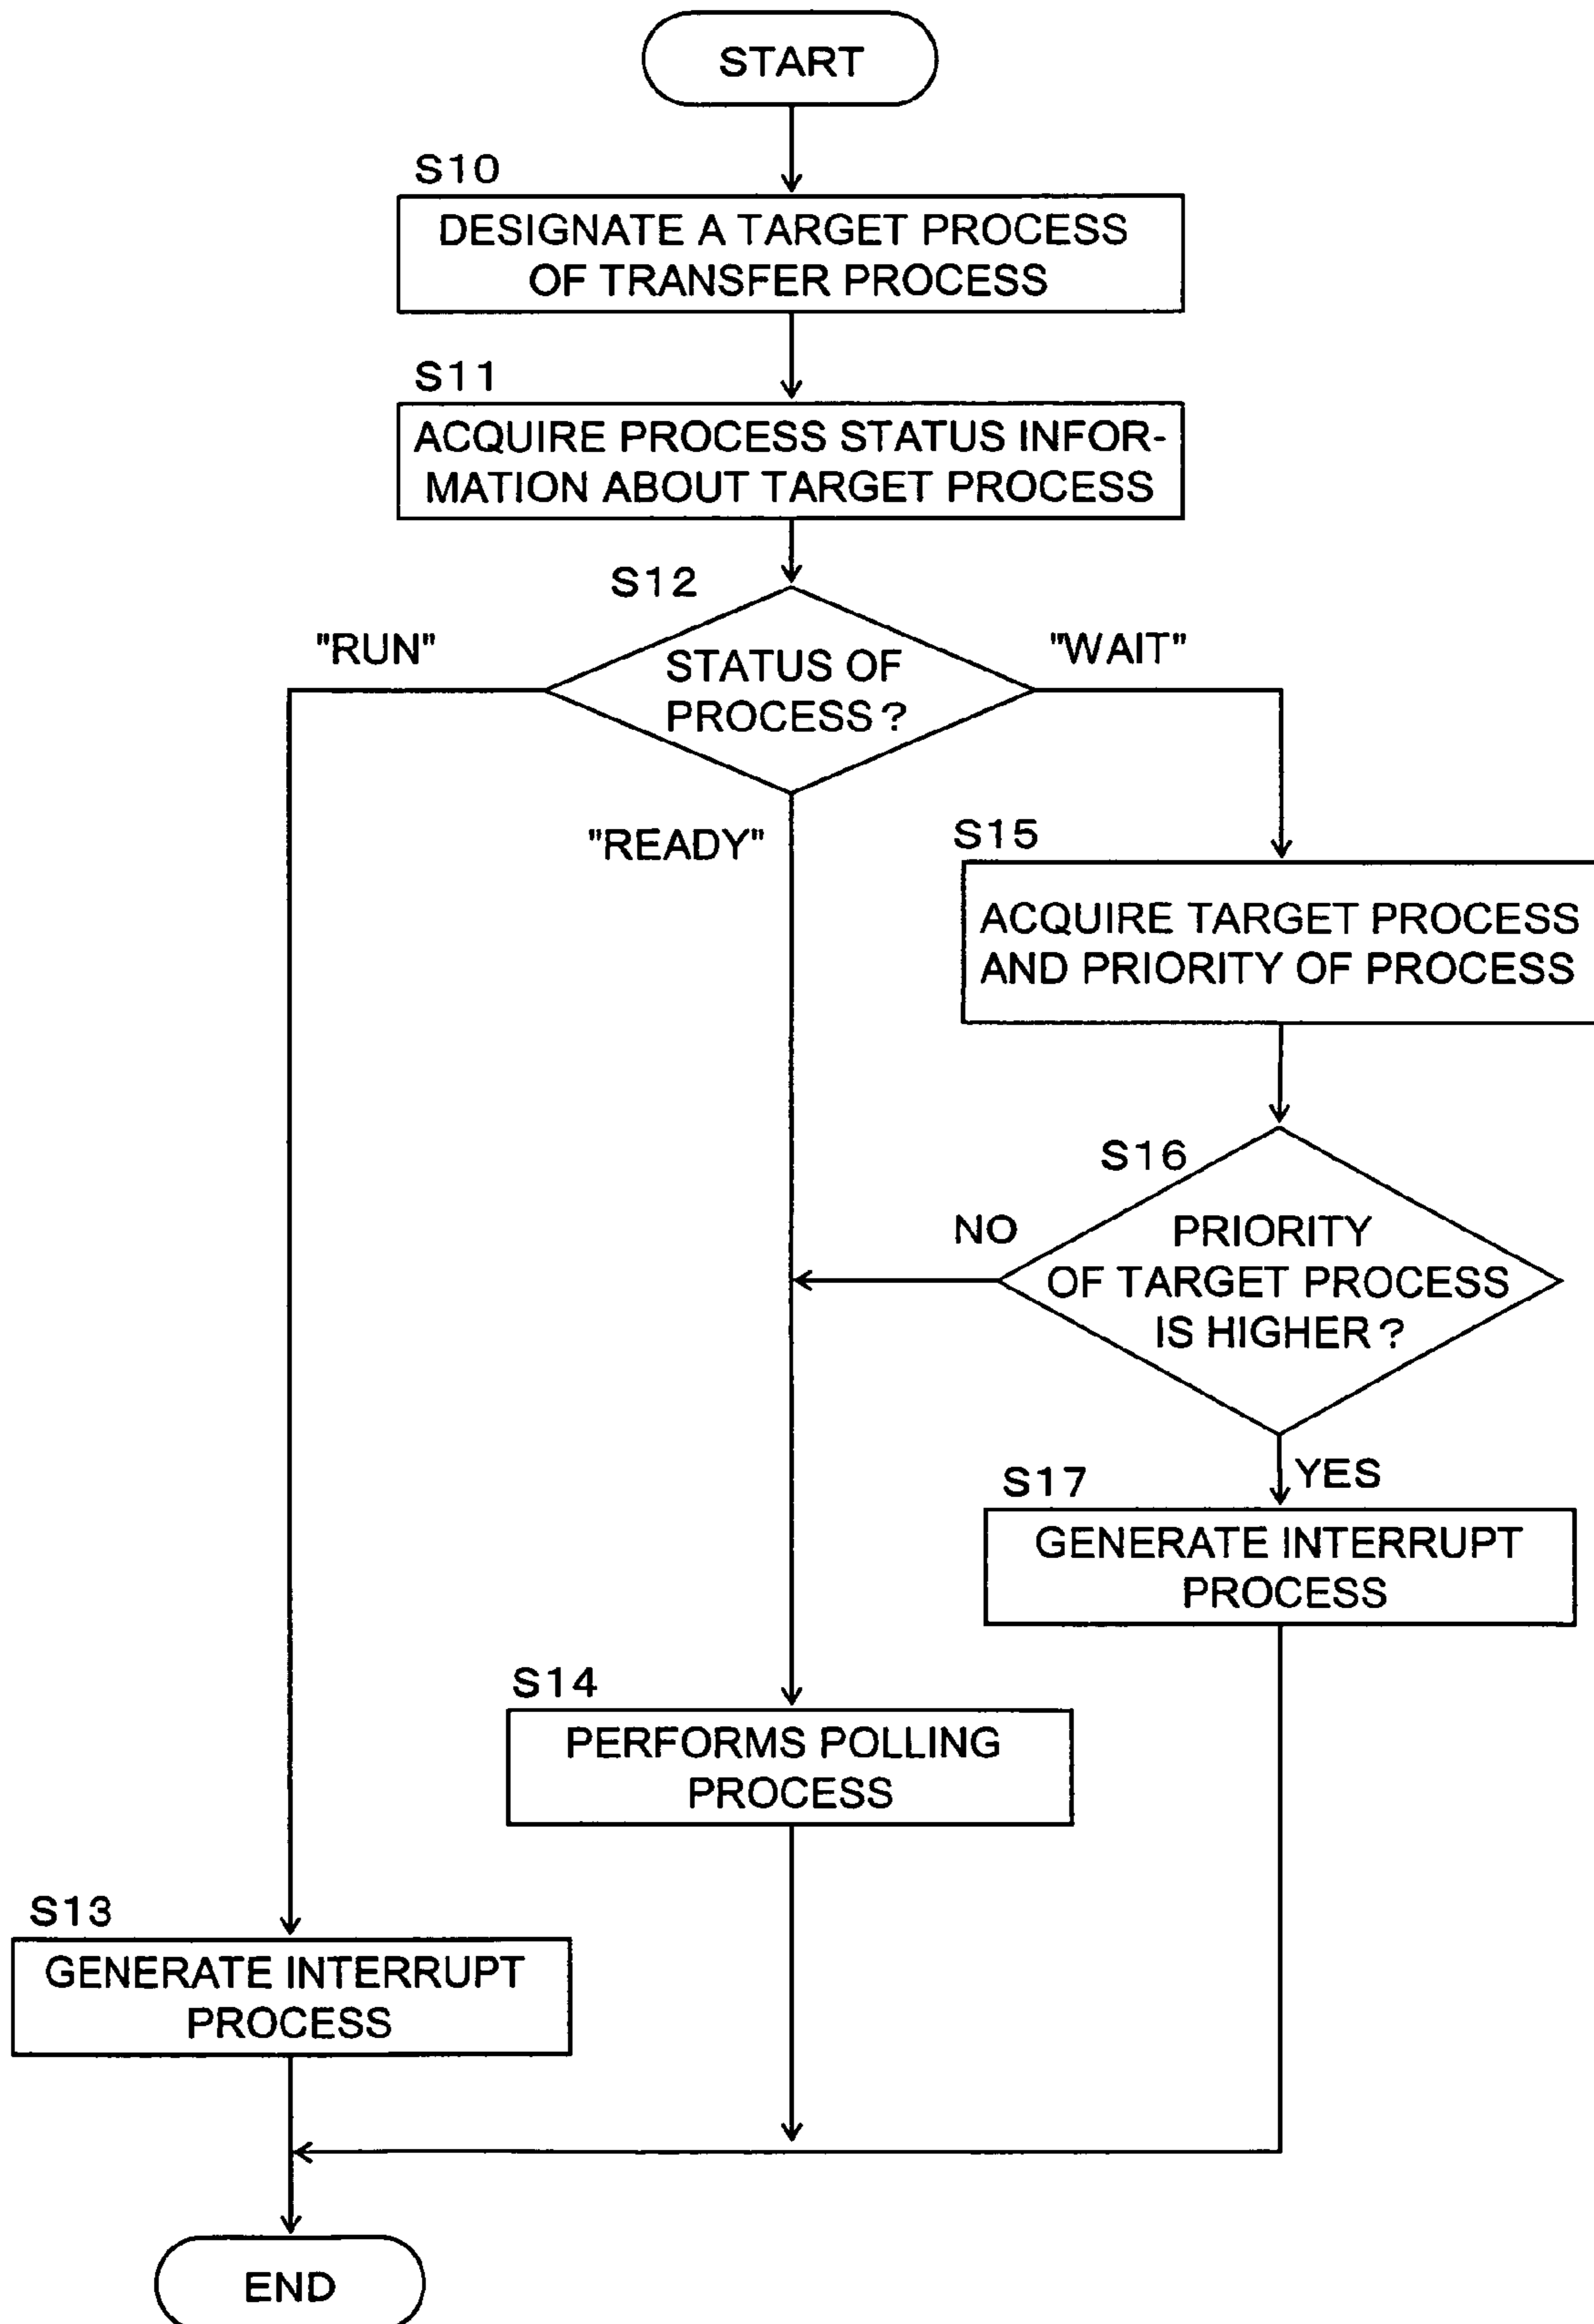 START
S10
DESIGNATE A TARGET PROCESS
OF TRANSFER PROCESS
S11
ACQUIRE PROCESS STATUS INFOR-
MATION ABOUT TARGET PROCESS
S12
"RUN"
STATUS OF
PROCESS?
"WAIT"
"READY"
S15
ACQUIRE TARGET PROCESS
AND PRIORITY OF PROCESS
S16
NO
PRIORITY
OF TARGET PROCESS
IS HIGHER?
YES
S17
GENERATE INTERRUPT
PROCESS
S14
PERFORMS POLLING
PROCESS
S13
GENERATE INTERRUPT
PROCESS
END